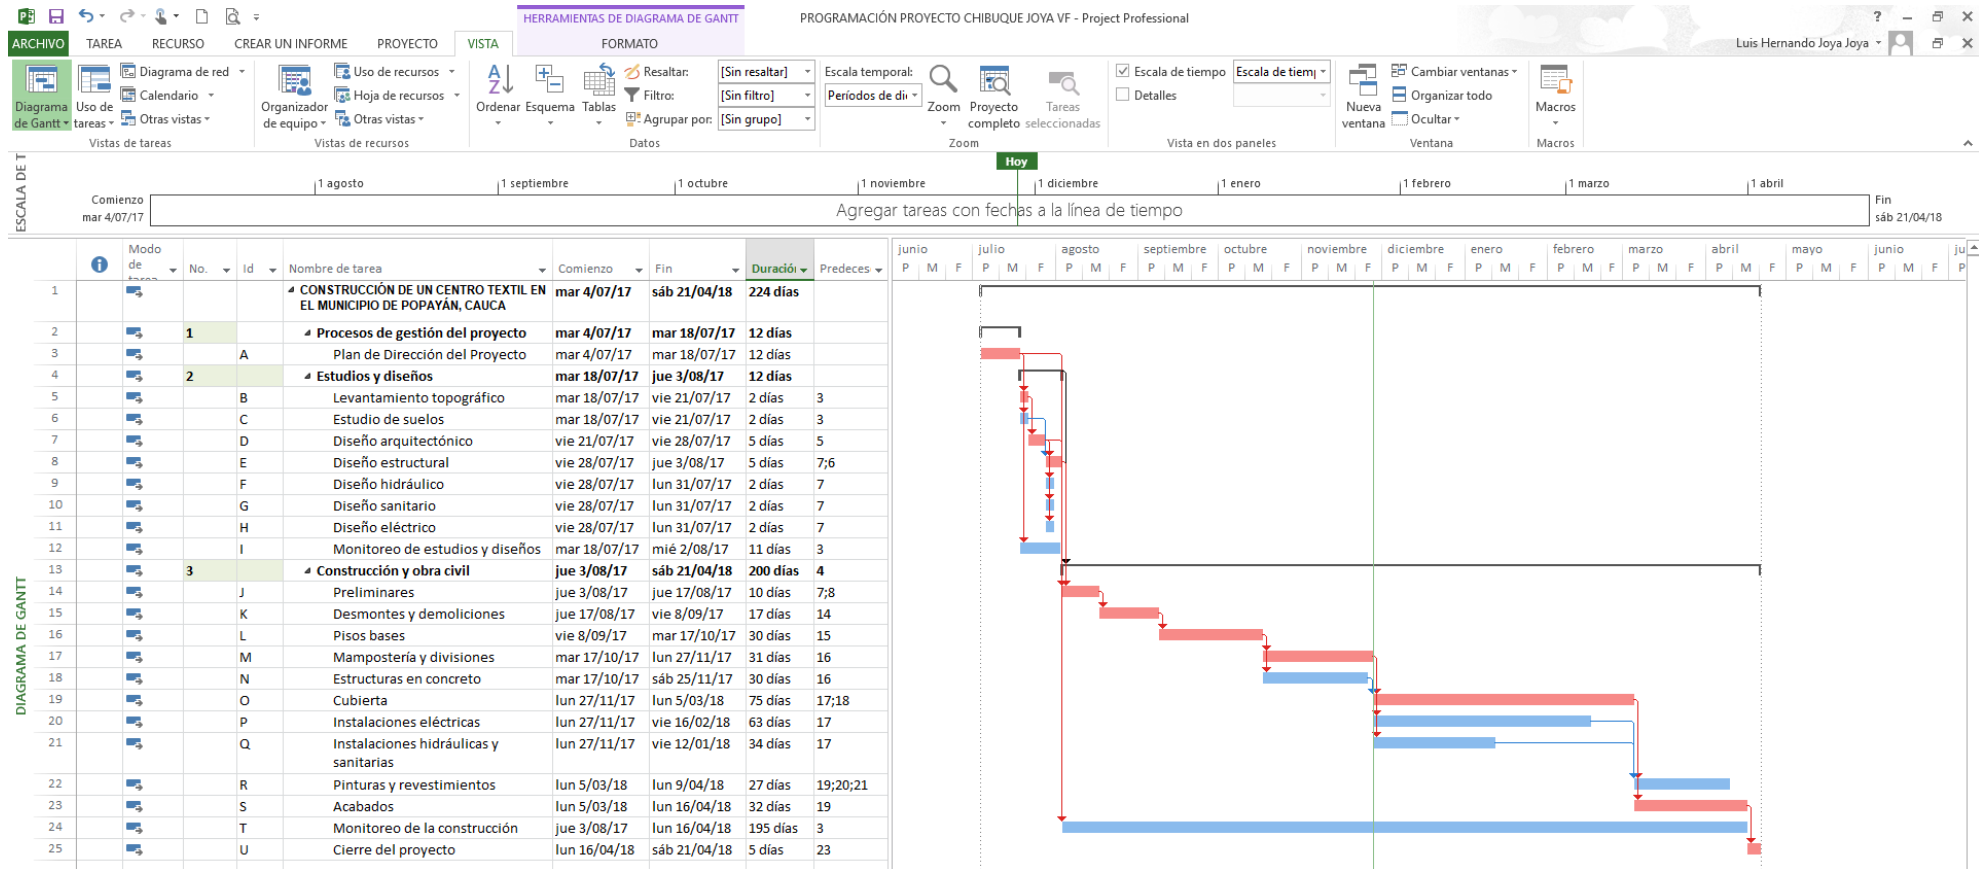 HERRAMIENTAS DE DIAGRAMA DE GANTT
PROGRAMACIÓN PROYECTO CHIBUQUE JOYA VF - Project Professional
ARCHIVO TAREA RECURSO CREAR UN INFORME PROYECTO VISTA FORMATO Luis Hernando Joya Joya
Diagrama de Gantt
Uso de tareas
Diagrama de red
Calendario
Otras vistas
Vistas de tareas
Organizador de equipo
Uso de recursos
Hoja de recursos
Otras vistas
Vistas de recursos
Ordenar Esquema Tablas
Resaltar: [Sin resaltar]
Filtro: [Sin filtro]
Agrupar por: [Sin grupo]
Datos
Escala temporal:
Períodos de di
Zoom
Proyecto completo
Tareas seleccionadas
Zoom
Escala de tiempo Escala de tiem
Detalles
Vista en dos paneles
Nueva ventana
Cambiar ventanas
Organizar todo
Ocultar
Ventana
Macros
Macros
ESCALA DE T
Hoy
1 agosto 1 septiembre 1 octubre 1 noviembre 1 diciembre 1 enero 1 febrero 1 marzo 1 abril
Comienzo
mar 4/07/17
Agregar tareas con fechas a la línea de tiempo
Fin
sáb 21/04/18
DIAGRAMA DE GANTT
Modo de tarea No. Id Nombre de tarea Comienzo Fin Duración Predeces
junio julio agosto septiembre octubre noviembre diciembre enero febrero marzo abril mayo junio ju
P M F P M F P M F P M F P M F P M F P M F P M F P M F P M F P M F P M F P M F P
1 CONSTRUCCIÓN DE UN CENTRO TEXTIL EN mar 4/07/17 sáb 21/04/18 224 días
EL MUNICIPIO DE POPAYÁN, CAUCA
2 1 Procesos de gestión del proyecto mar 4/07/17 mar 18/07/17 12 días
3 A Plan de Dirección del Proyecto mar 4/07/17 mar 18/07/17 12 días
4 2 Estudios y diseños mar 18/07/17 jue 3/08/17 12 días
5 B Levantamiento topográfico mar 18/07/17 vie 21/07/17 2 días 3
6 C Estudio de suelos mar 18/07/17 vie 21/07/17 2 días 3
7 D Diseño arquitectónico vie 21/07/17 vie 28/07/17 5 días 5
8 E Diseño estructural vie 28/07/17 jue 3/08/17 5 días 7;6
9 F Diseño hidráulico vie 28/07/17 lun 31/07/17 2 días 7
10 G Diseño sanitario vie 28/07/17 lun 31/07/17 2 días 7
11 H Diseño eléctrico vie 28/07/17 lun 31/07/17 2 días 7
12 I Monitoreo de estudios y diseños mar 18/07/17 mié 2/08/17 11 días 3
13 3 Construcción y obra civil jue 3/08/17 sáb 21/04/18 200 días 4
14 J Preliminares jue 3/08/17 jue 17/08/17 10 días 7;8
15 K Desmontes y demoliciones jue 17/08/17 vie 8/09/17 17 días 14
16 L Pisos bases vie 8/09/17 mar 17/10/17 30 días 15
17 M Mampostería y divisiones mar 17/10/17 lun 27/11/17 31 días 16
18 N Estructuras en concreto mar 17/10/17 sáb 25/11/17 30 días 16
19 O Cubierta lun 27/11/17 lun 5/03/18 75 días 17;18
20 P Instalaciones eléctricas lun 27/11/17 vie 16/02/18 63 días 17
21 Q Instalaciones hidráulicas y lun 27/11/17 vie 12/01/18 34 días 17
sanitarias
22 R Pinturas y revestimientos lun 5/03/18 lun 9/04/18 27 días 19;20;21
23 S Acabados lun 5/03/18 lun 16/04/18 32 días 19
24 T Monitoreo de la construcción jue 3/08/17 lun 16/04/18 195 días 3
25 U Cierre del proyecto lun 16/04/18 sáb 21/04/18 5 días 23